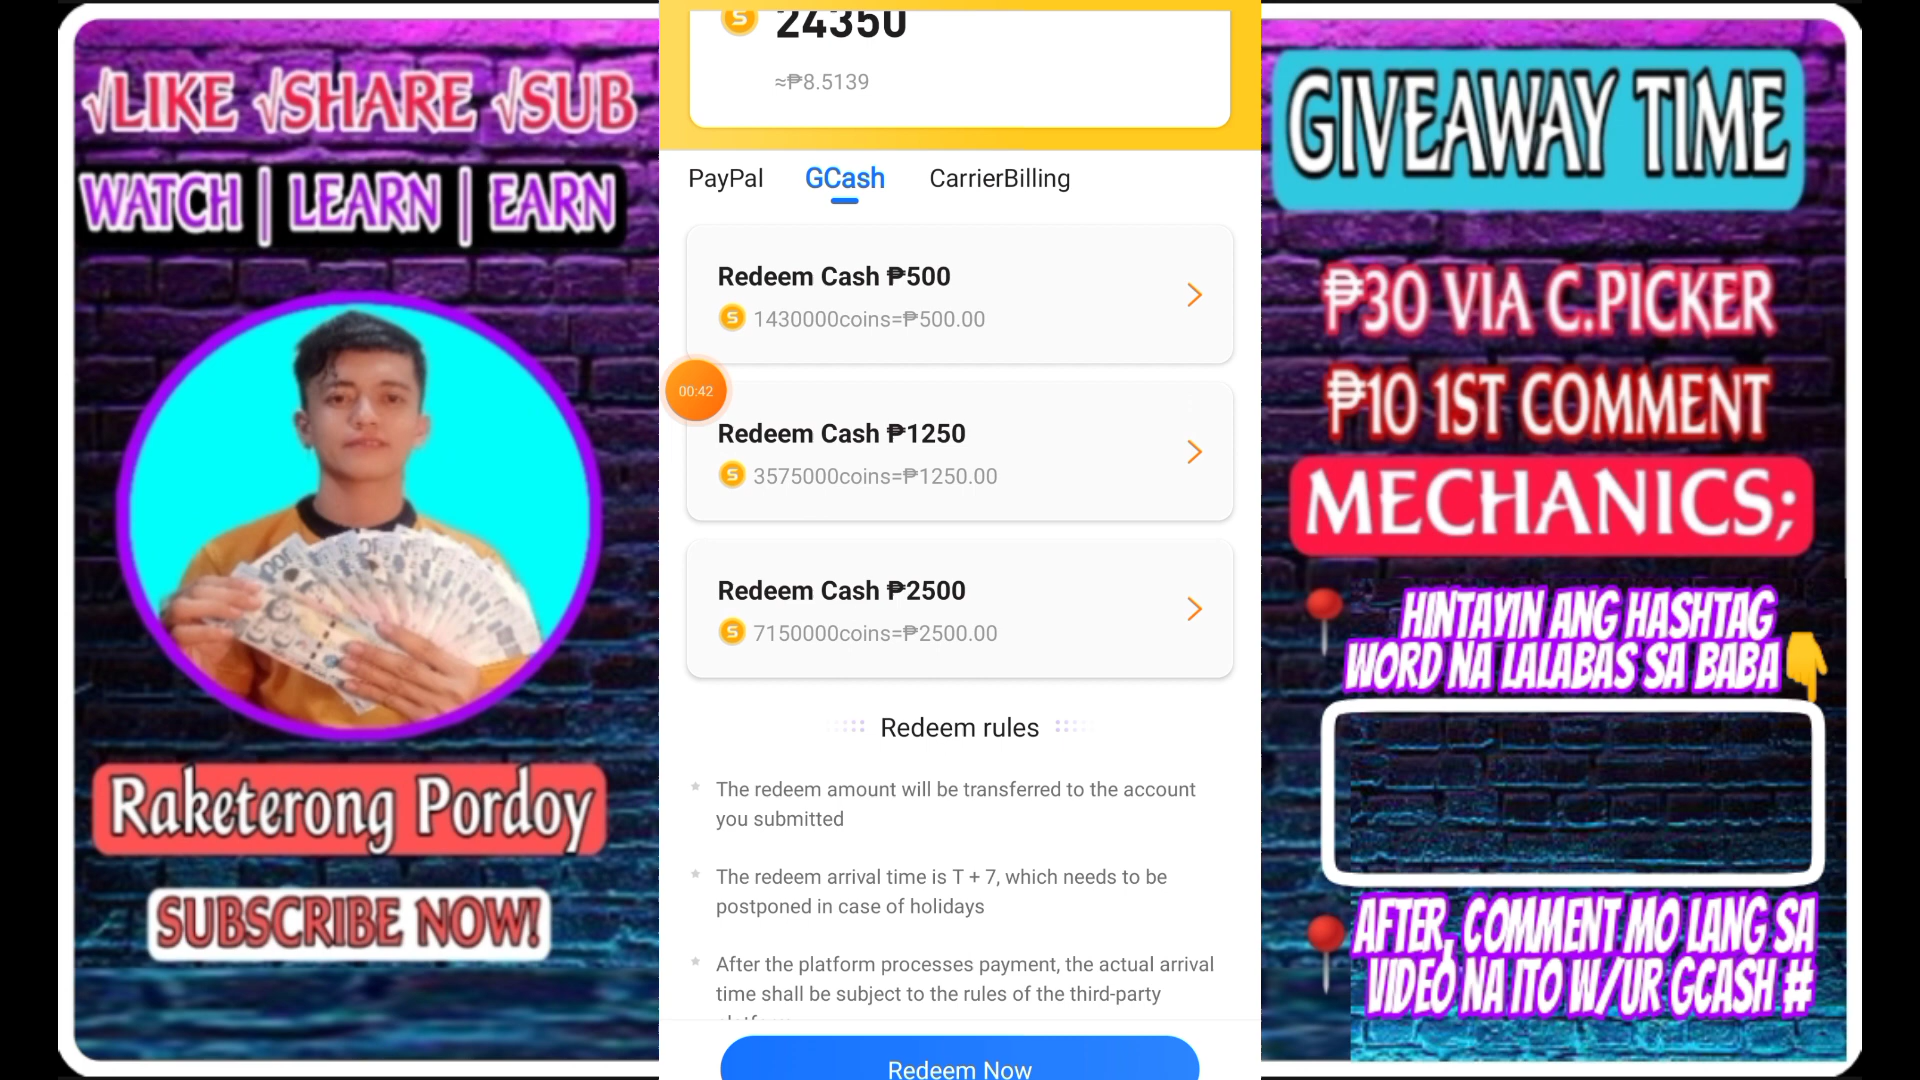 √LIKE √SHARE √SUB
WATCH | LEARN | EARN
Raketerong Pordoy
SUBSCRIBE NOW!
24350
≈₱8.5139
PayPal GCash CarrierBilling
Redeem Cash ₱500
1430000coins=₱500.00
00:42
Redeem Cash ₱1250
3575000coins=₱1250.00
Redeem Cash ₱2500
7150000coins=₱2500.00
Redeem rules
The redeem amount will be transferred to the account
you submitted
The redeem arrival time is T + 7, which needs to be
postponed in case of holidays
After the platform processes payment, the actual arrival
time shall be subject to the rules of the third-party
Redeem Now
GIVEAWAY TIME
₱30 VIA C.PICKER
₱10 1ST COMMENT
MECHANICS;
HINTAYIN ANG HASHTAG
WORD NA LALABAS SA BABA
AFTER, COMMENT MO LANG SA
VIDEO NA ITO W/UR GCASH #